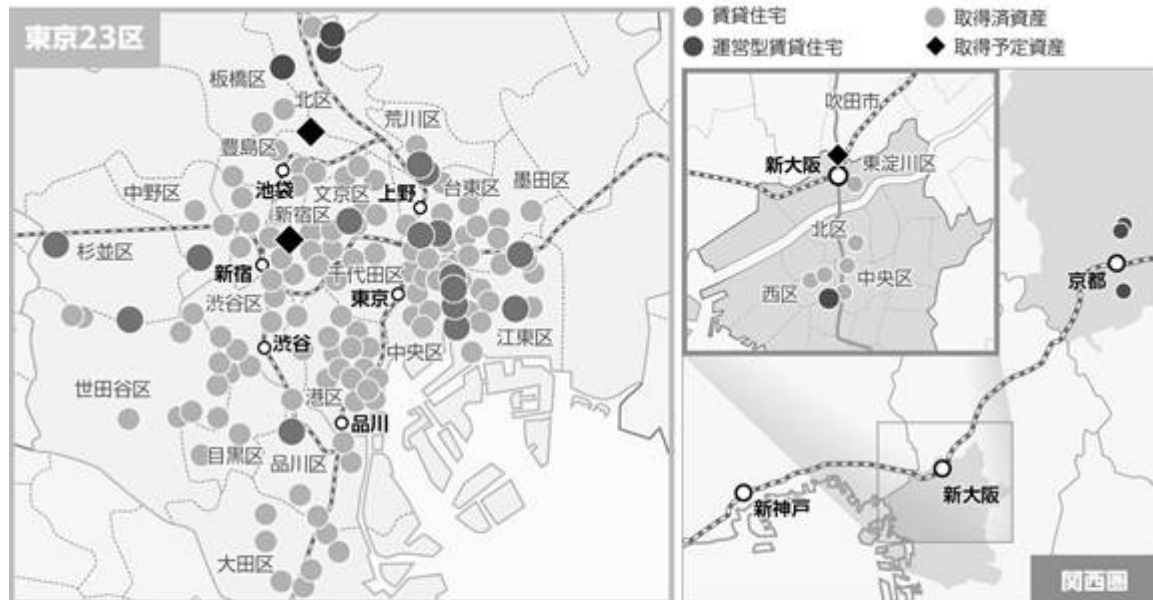 東京23区
板橋区
北区
荒川区
豊島区
池袋
文京区
上野
台東区
墨田区
中野区
新宿区
杉並区
新宿
千代田区
東京
渋谷区
渋谷
中央区
江東区
世田谷区
港区
品川
目黒区
品川区
大田区
賃貸住宅
取得済資産
運営型賃貸住宅
取得予定資産
吹田市
新大阪
東淀川区
北区
中央区
西区
京都
新大阪
新神戸
関西圏